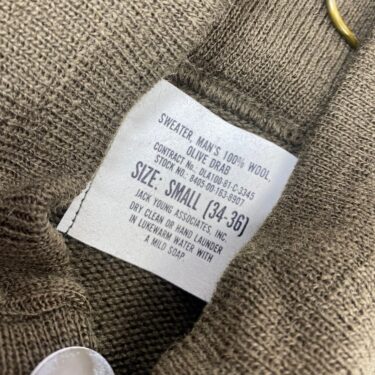 SWEATER, MAN'S 100% WOOL
OLIVE DRAB
CONTRACT No. DLA100-81-C-3345
STOCK NO. 8405-00-163-8907
SIZE: SMALL (34-36)
JACK YOUNG ASSOCIATES, INC.
DRY CLEAN OR HAND LAUNDER
IN LUKEWARM WATER WITH
A MILD SOAP